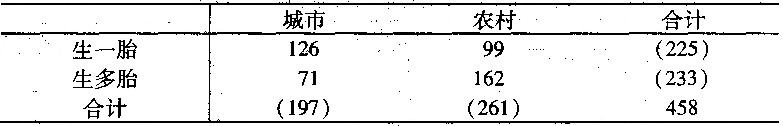 城市 农村 合计
生一胎 126 99 (225)
生多胎 71 162 (233)
合计 (197) (261) 458